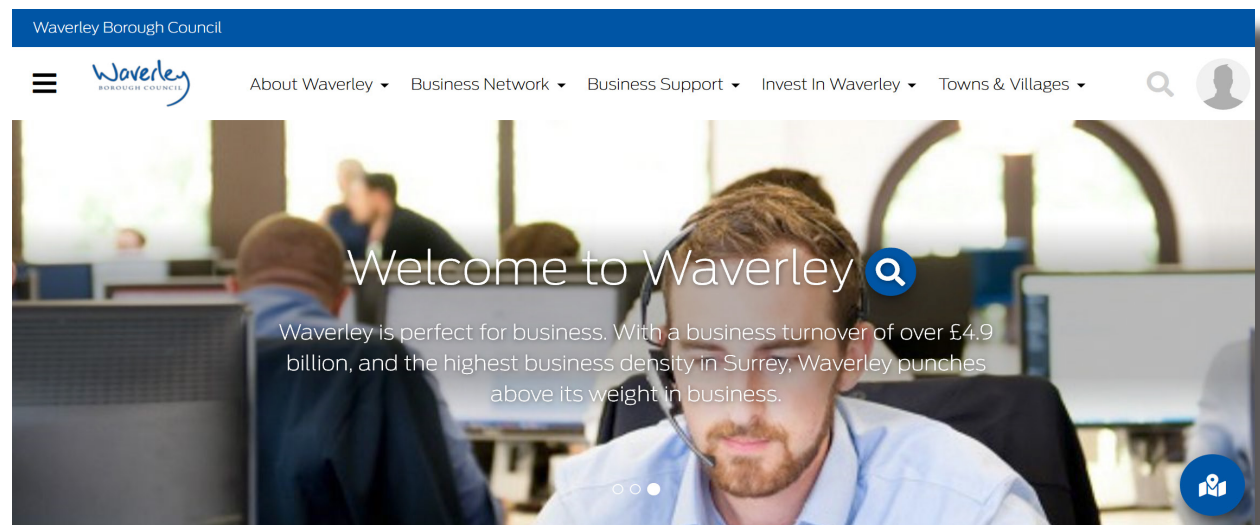 Waverley Borough Council
Waverley
BOROUGH COUNCIL
About Waverley Business Network Business Support Invest In Waverley Towns & Villages
Welcome to Waverley
Waverley is perfect for business. With a business turnover of over £4.9
billion, and the highest business density in Surrey, Waverley punches
above its weight in business.